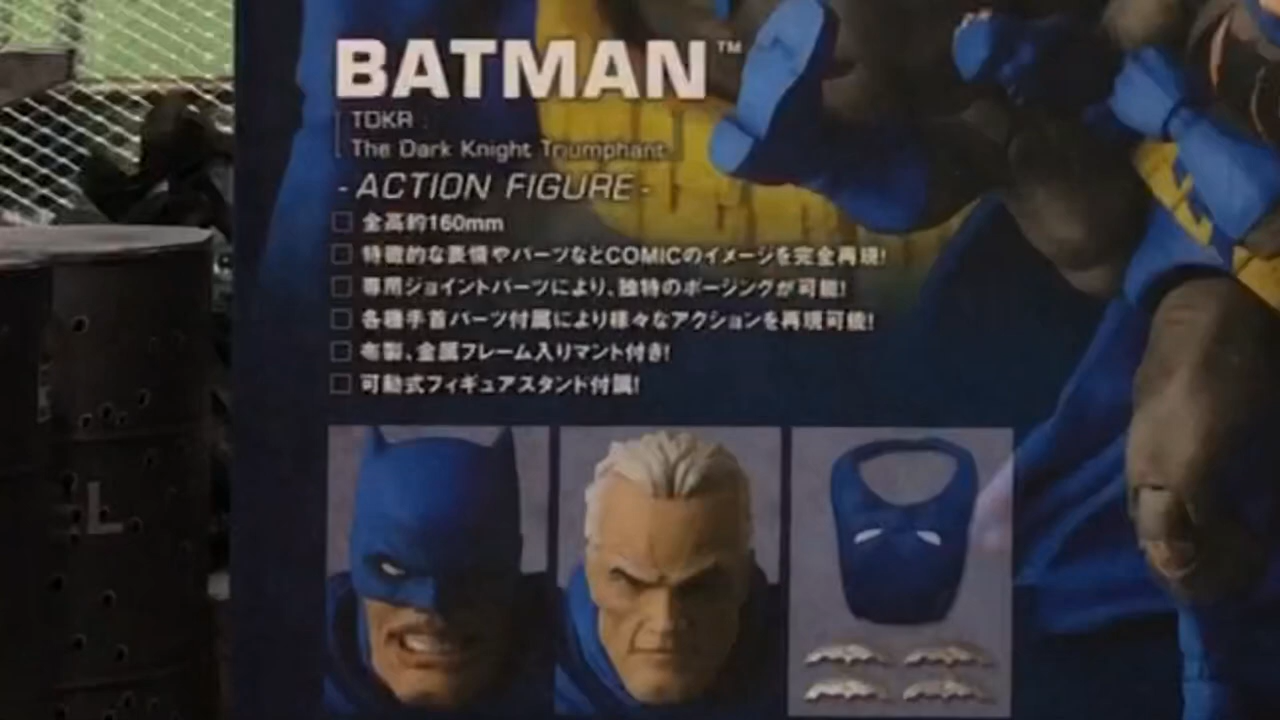 BATMAN™
TDKR :
The Dark Knight Triumphant
-ACTION FIGURE-
□ 全高約160mm
□ 特徴的な表情やパーツなどCOMICのイメージを完全再現!
□ 専用ジョイントパーツにより、独特のポージングが可能!
□ 各種手首パーツ付属により様々なアクションを再現可能!
□ 布製、金属フレーム入りマント付き!
□ 可動式フィギュアスタンド付属!
L